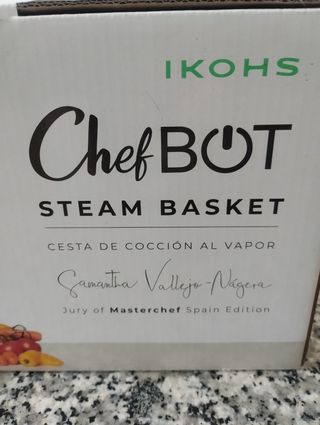 IKOHS
ChefBOT
STEAM BASKET
CESTA DE COCCIÓN AL VAPOR
Samantha Vallejo-Nágera
Jury of Masterchef Spain Edition